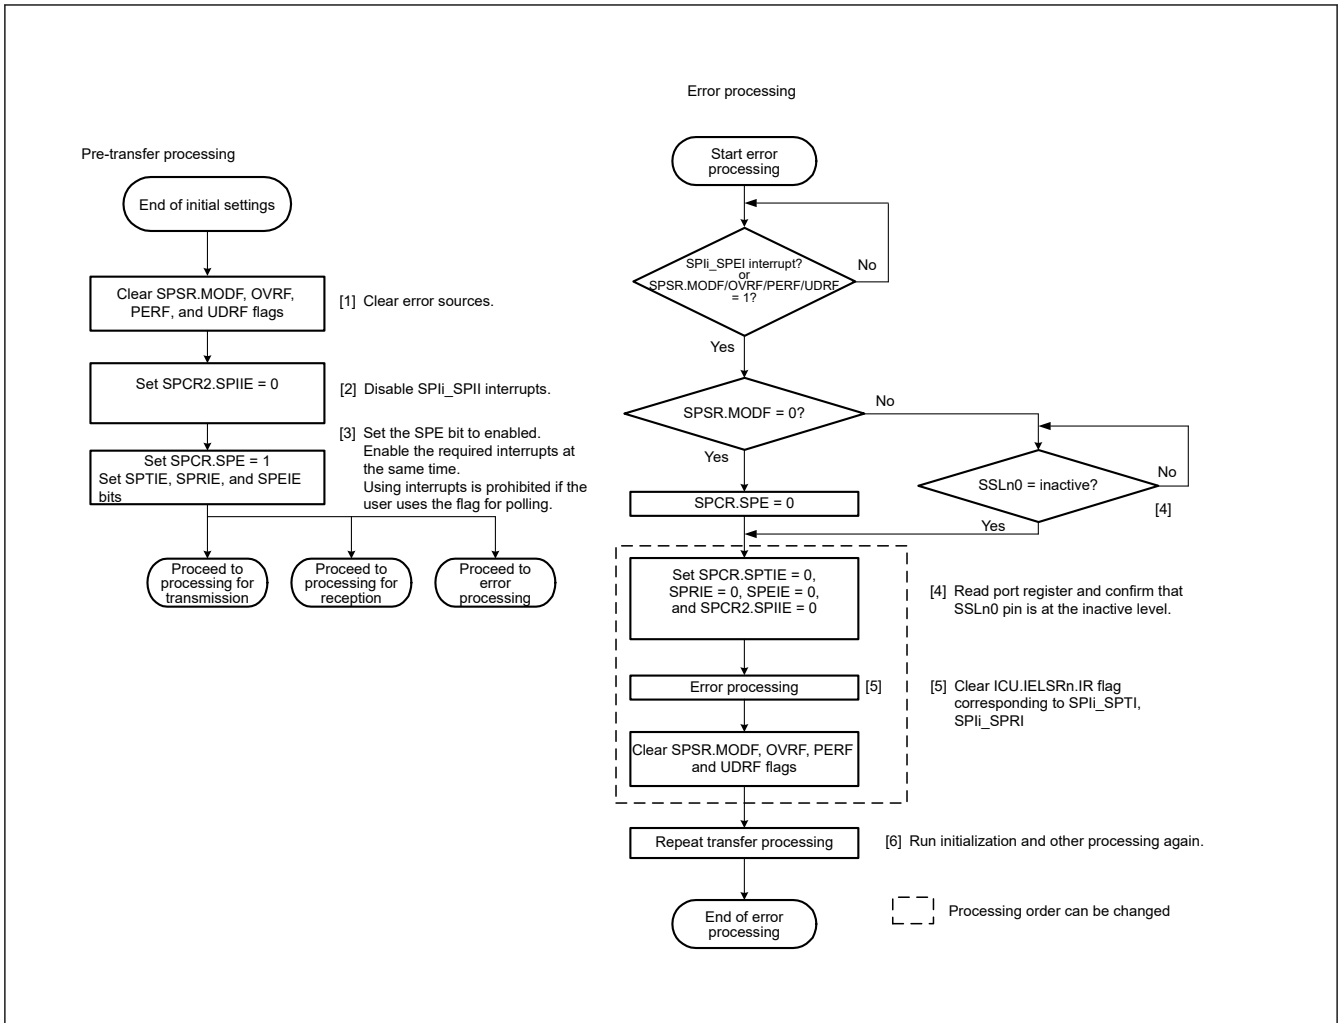 Pre-transfer processing
End of initial settings
Clear SPSR.MODF, OVRF,
PERF, and UDRF flags
[1] Clear error sources.
Set SPCR2.SPIIE = 0
[2] Disable SPIi_SPII interrupts.
Set SPCR.SPE = 1
Set SPTIE, SPRIE, and SPEIE
bits
[3] Set the SPE bit to enabled.
Enable the required interrupts at
the same time.
Using interrupts is prohibited if the
user uses the flag for polling.
Proceed to
processing for
transmission
Proceed to
processing for
reception
Proceed to
error
processing
Error processing
Start error
processing
SPIi_SPEI interrupt?
or
SPSR.MODF/OVRF/PERF/UDRF
= 1?
No
Yes
SPSR.MODF = 0?
No
Yes
SSLn0 = inactive?
No
[4]
Yes
SPCR.SPE = 0
Set SPCR.SPTIE = 0,
SPRIE = 0, SPEIE = 0,
and SPCR2.SPIIE = 0
[4] Read port register and confirm that
SSLn0 pin is at the inactive level.
Error processing
[5]
[5] Clear ICU.IELSRn.IR flag
corresponding to SPIi_SPTI,
SPIi_SPRI
Clear SPSR.MODF, OVRF, PERF
and UDRF flags
Repeat transfer processing
[6] Run initialization and other processing again.
End of error
processing
Processing order can be changed